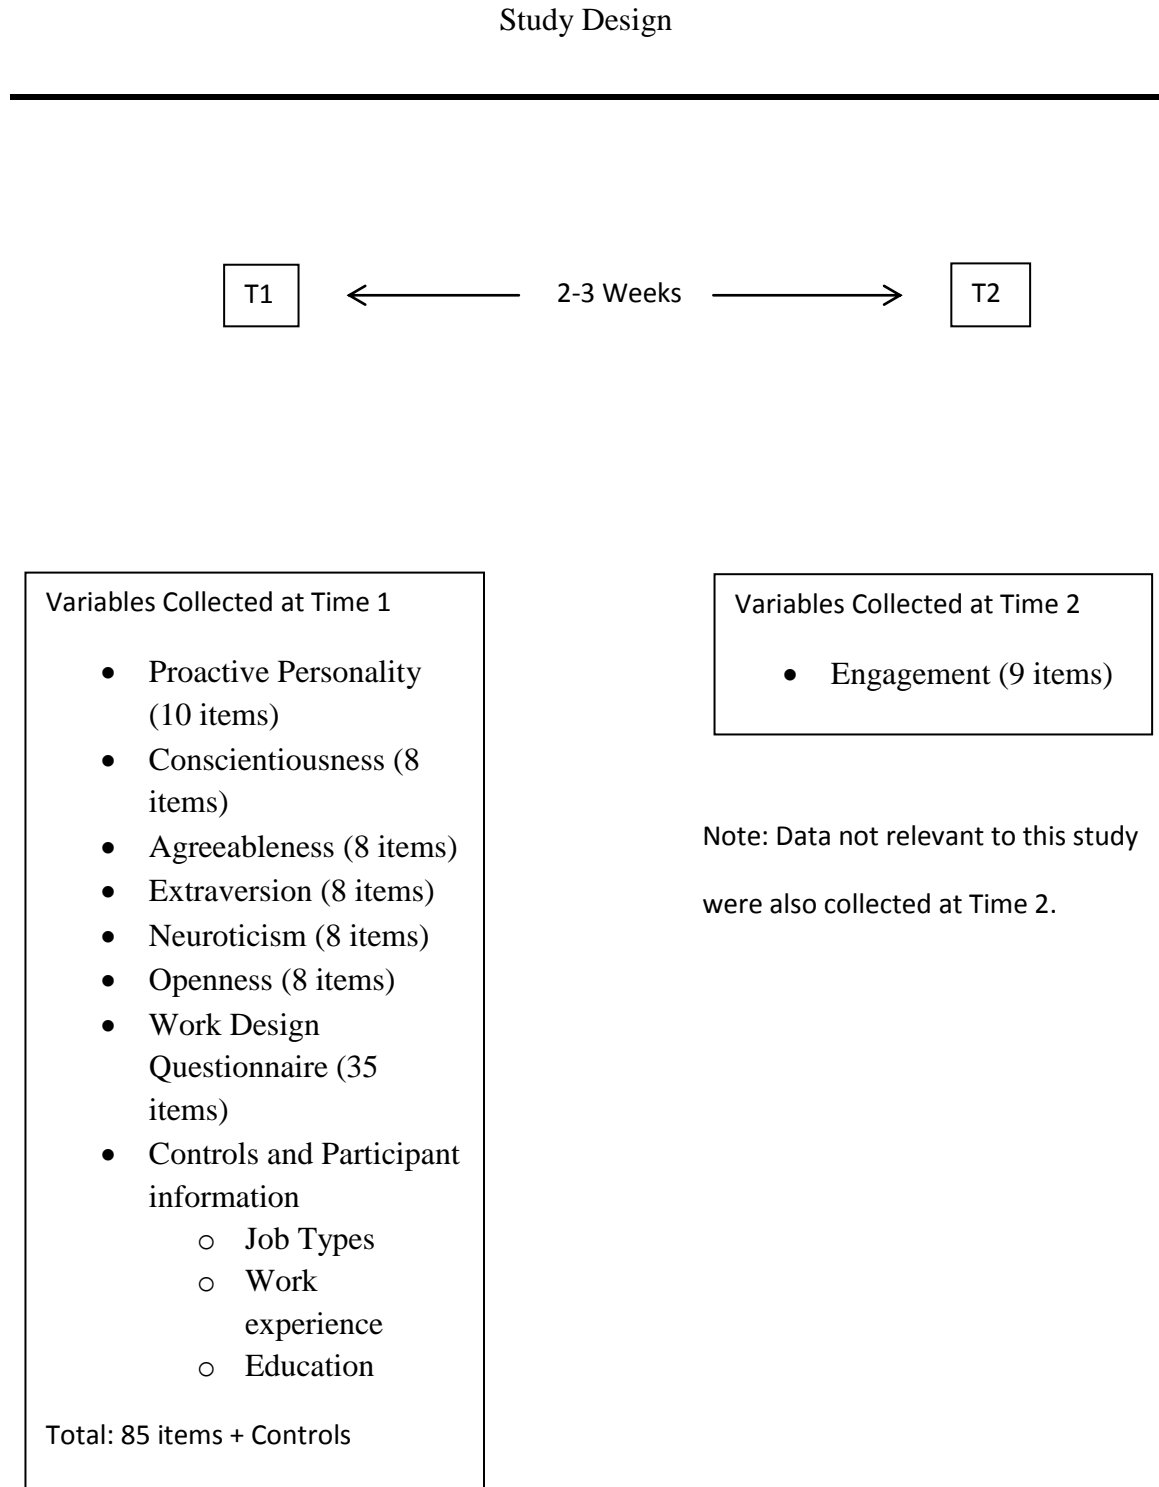 Study Design
T1
2-3 Weeks
T2
Variables Collected at Time 1
• Proactive Personality
(10 items)
• Conscientiousness (8
items)
• Agreeableness (8 items)
• Extraversion (8 items)
• Neuroticism (8 items)
• Openness (8 items)
• Work Design
Questionnaire (35
items)
• Controls and Participant
information
o Job Types
o Work
experience
o Education
Total: 85 items + Controls
Variables Collected at Time 2
• Engagement (9 items)
Note: Data not relevant to this study
were also collected at Time 2.